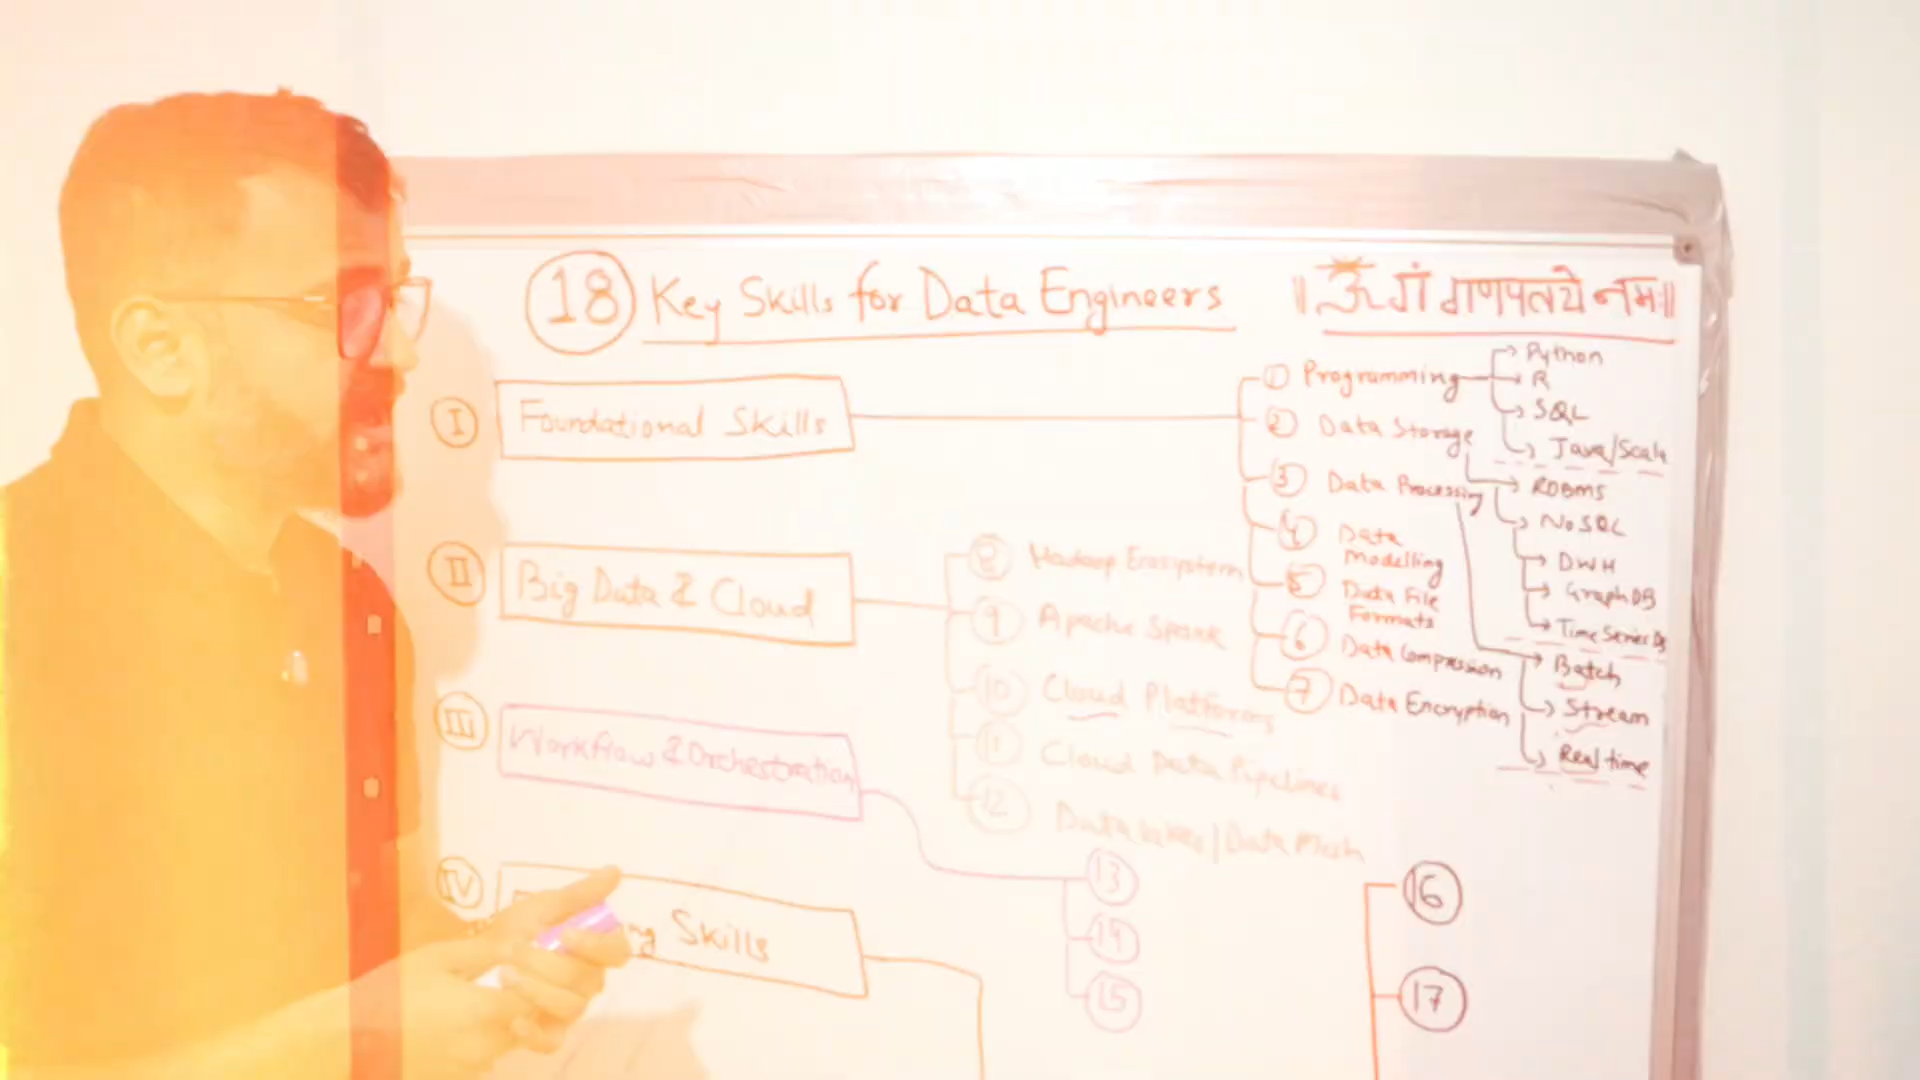 18 Key Skills for Data Engineers
॥ ॐ गं गणपतये नमः॥
I Foundational Skills
1 Programming
Python
R
SQL
Java/Scala
2 Data Storage
RDBMS
NoSQL
DWH
GraphDB
Time Series DB
3 Data Processing
Batch
Stream
Real time
4 Data
Modelling
5 Data File
Formats
6 Data Compression
7 Data Encryption
II Big Data & Cloud
8 Hadoop Ecosystem
9 Apache Spark
10 Cloud Platforms
11 Cloud Data Pipelines
12 Data lakes/Data Mesh
III Workflow & Orchestration
13
14
15
IV Skills
16
17